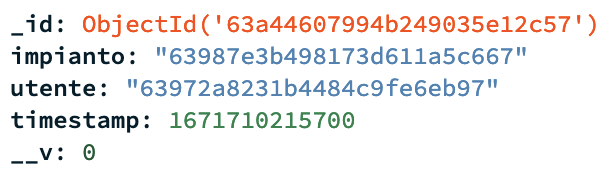 _id: ObjectId('63a44607994b249035e12c57')
impianto: "63987e3b498173d611a5c667"
utente: "63972a8231b4484c9fe6eb97"
timestamp: 1671710215700
__v: 0